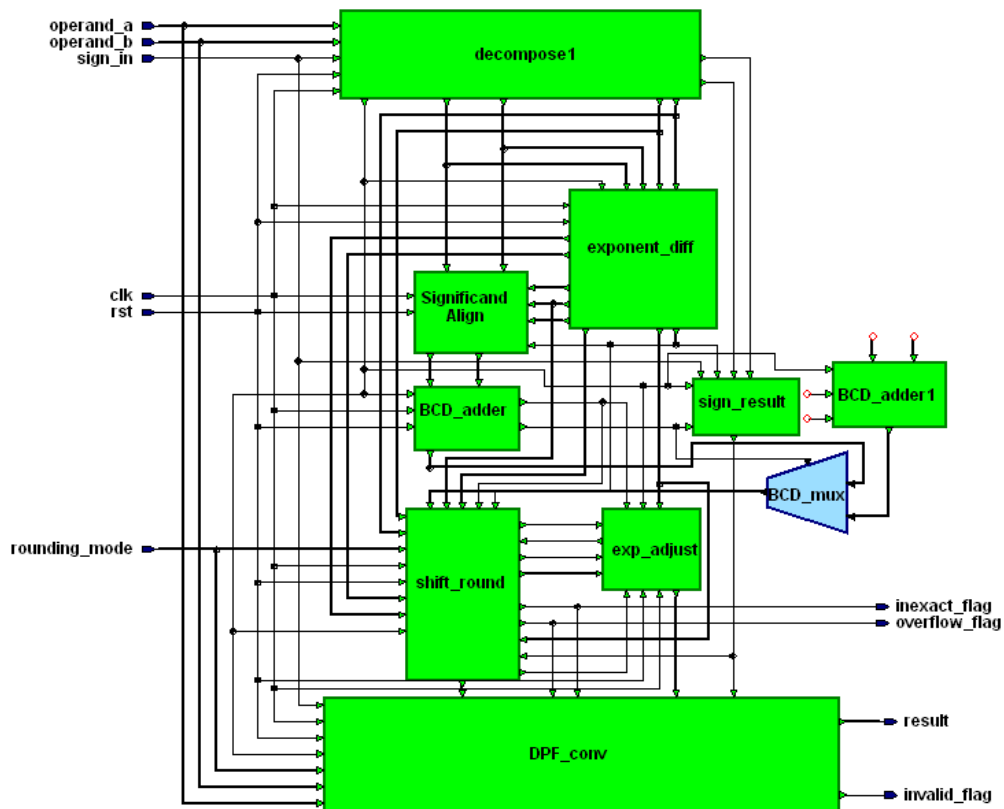 operand_a
operand_b
sign_in
decompose1
exponent_diff
clk
rst
Significand
Align
BCD_adder
sign_result
BCD_adder1
BCD_mux
rounding_mode
shift_round
exp_adjust
inexact_flag
overflow_flag
DPF_conv
result
invalid_flag